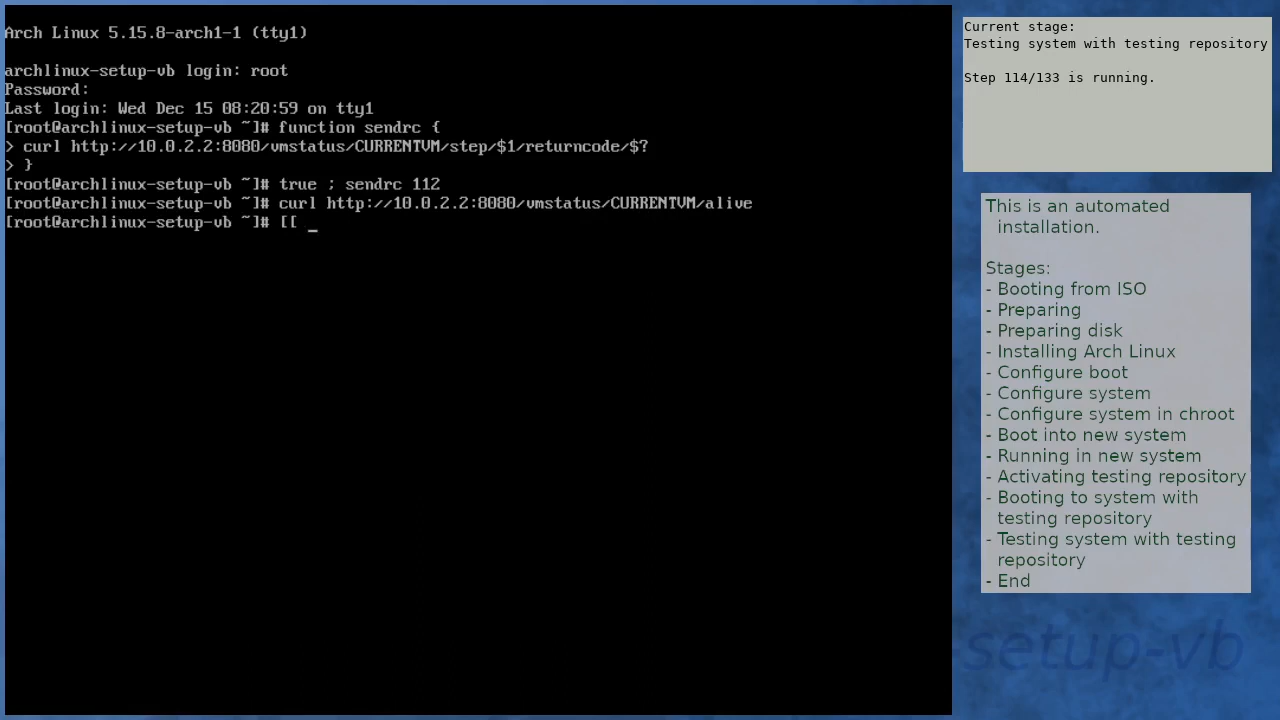 Arch Linux 5.15.8-arch1-1 (tty1)
archlinux-setup-vb login: root
Password:
Last login: Wed Dec 15 08:20:59 on tty1
[root@archlinux-setup-vb ~]# function sendrc {
> curl http://10.0.2.2:8080/vmstatus/CURRENTVM/step/$1/returncode/$?
> }
[root@archlinux-setup-vb ~]# true ; sendrc 112
[root@archlinux-setup-vb ~]# curl http://10.0.2.2:8080/vmstatus/CURRENTVM/alive
[root@archlinux-setup-vb ~]# [[ _
Current stage:
Testing system with testing repository
Step 114/133 is running.
This is an automated
installation.
Stages:
- Booting from ISO
- Preparing
- Preparing disk
- Installing Arch Linux
- Configure boot
- Configure system
- Configure system in chroot
- Boot into new system
- Running in new system
- Activating testing repository
- Booting to system with
testing repository
- Testing system with testing
repository
- End
setup-vb